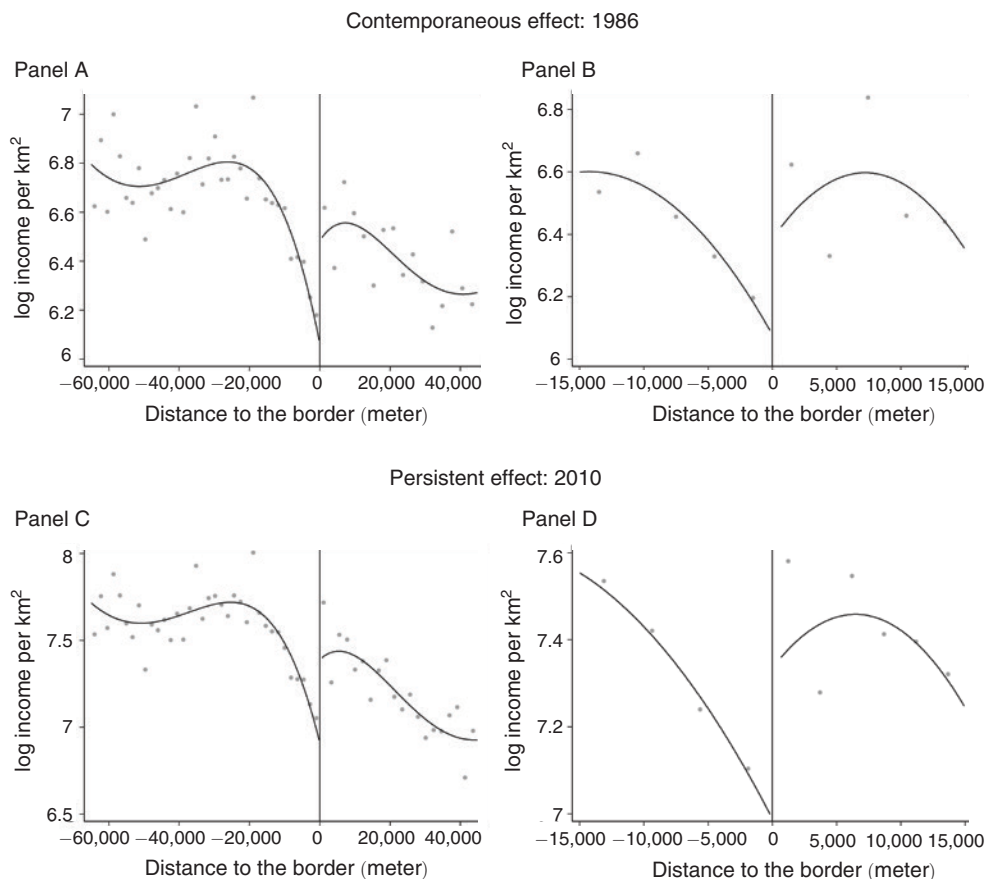 Contemporaneous effect: 1986
Panel A
Panel B
log income per km²
7
6.8
6.6
6.4
6.2
6
−60,000 −40,000 −20,000 0 20,000 40,000
Distance to the border (meter)
log income per km²
6.8
6.6
6.4
6.2
6
−15,000 −10,000 −5,000 0 5,000 10,000 15,000
Distance to the border (meter)
Persistent effect: 2010
Panel C
Panel D
log income per km²
8
7.5
7
6.5
−60,000 −40,000 −20,000 0 20,000 40,000
Distance to the border (meter)
log income per km²
7.6
7.4
7.2
7
−15,000 −10,000 −5,000 0 5,000 10,000 15,000
Distance to the border (meter)